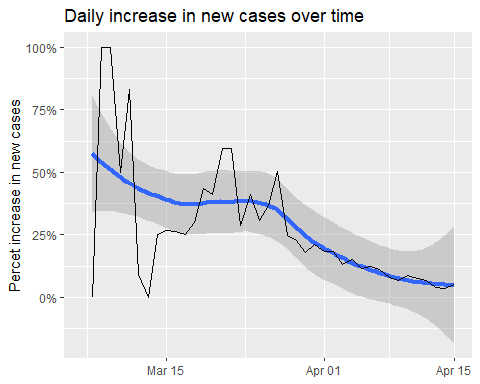 Daily increase in new cases over time
Percet increase in new cases
100%
75%
50%
25%
0%
Mar 15
Apr 01
Apr 15